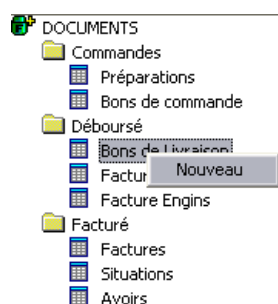 DOCUMENTS
Commandes
Préparations
Bons de commande
Déboursé
Bons de Livraison
Nouveau
Factur
Facture Engins
Facturé
Factures
Situations
Avoirs